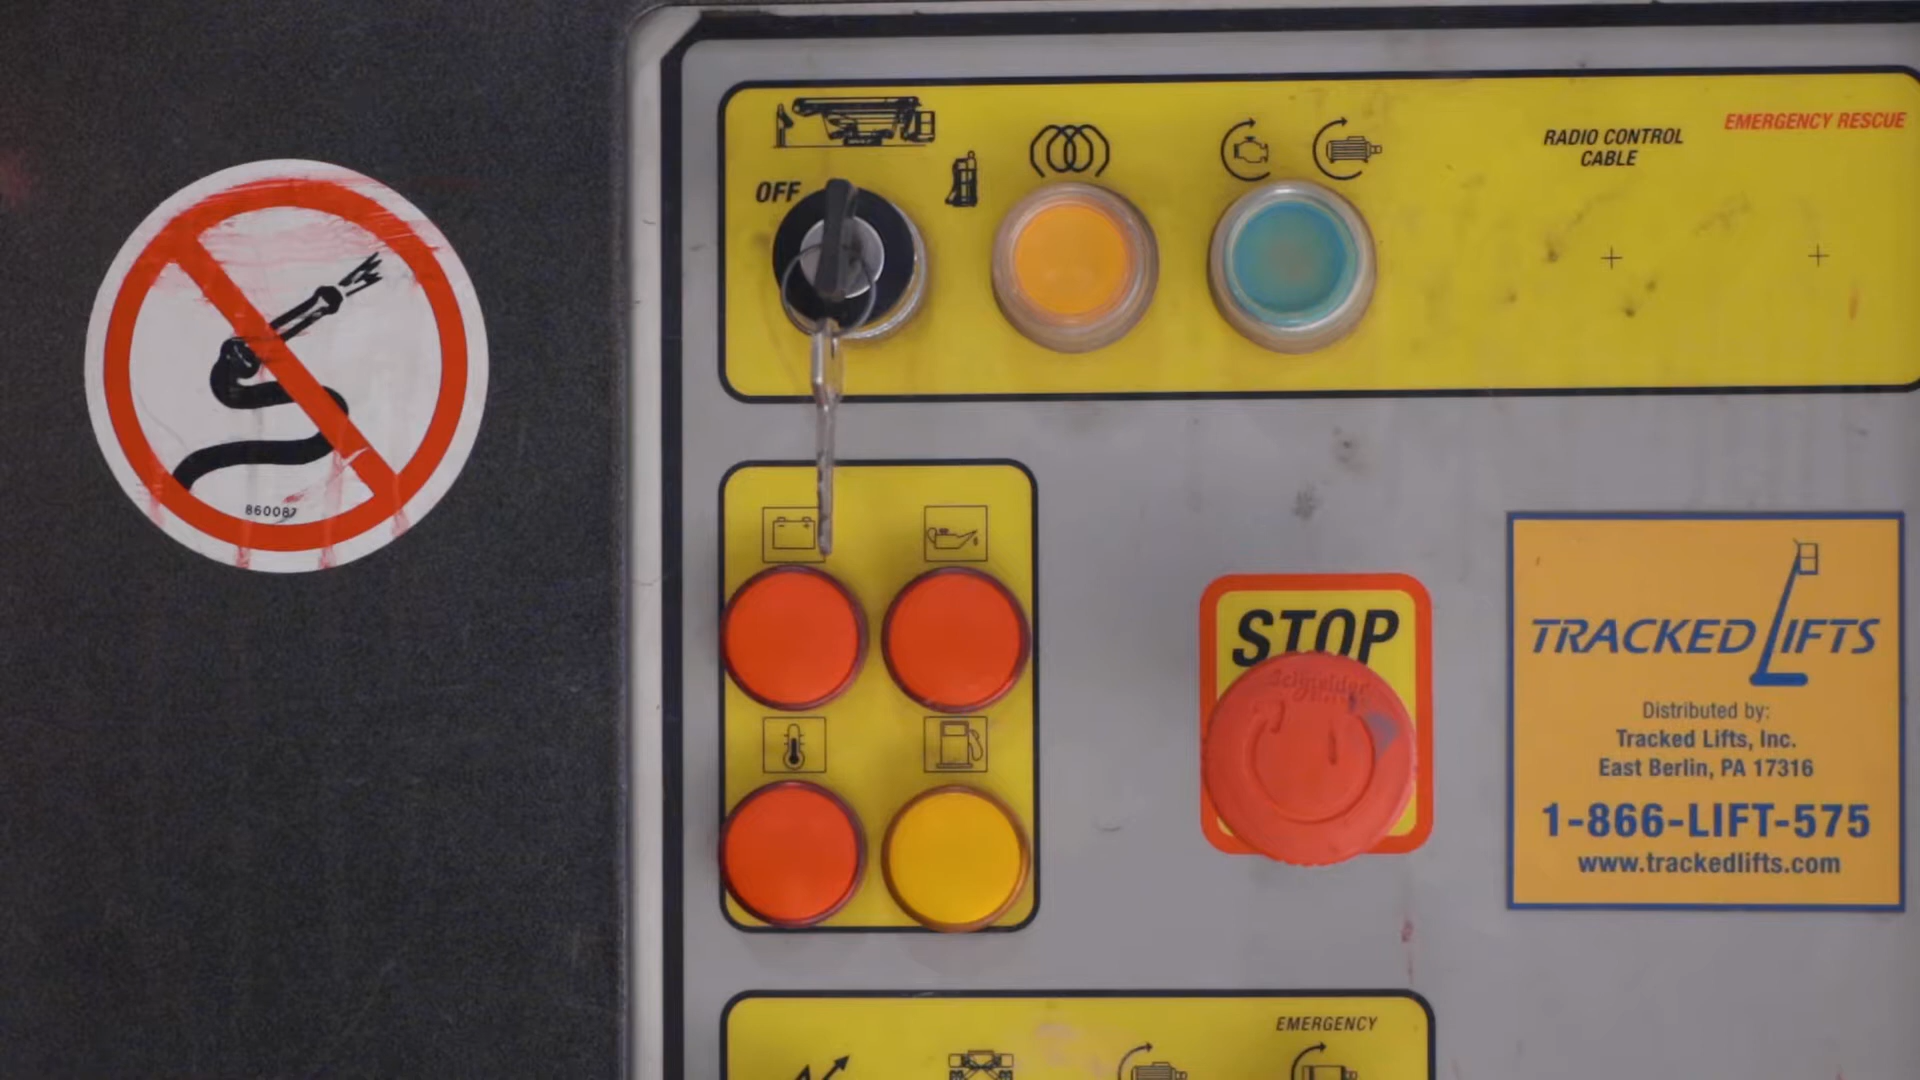 860087
OFF
RADIO CONTROL
CABLE
EMERGENCY RESCUE
STOP
Schneider
TRACKED LIFTS
Distributed by:
Tracked Lifts, Inc.
East Berlin, PA 17316
1-866-LIFT-575
www.trackedlifts.com
EMERGENCY